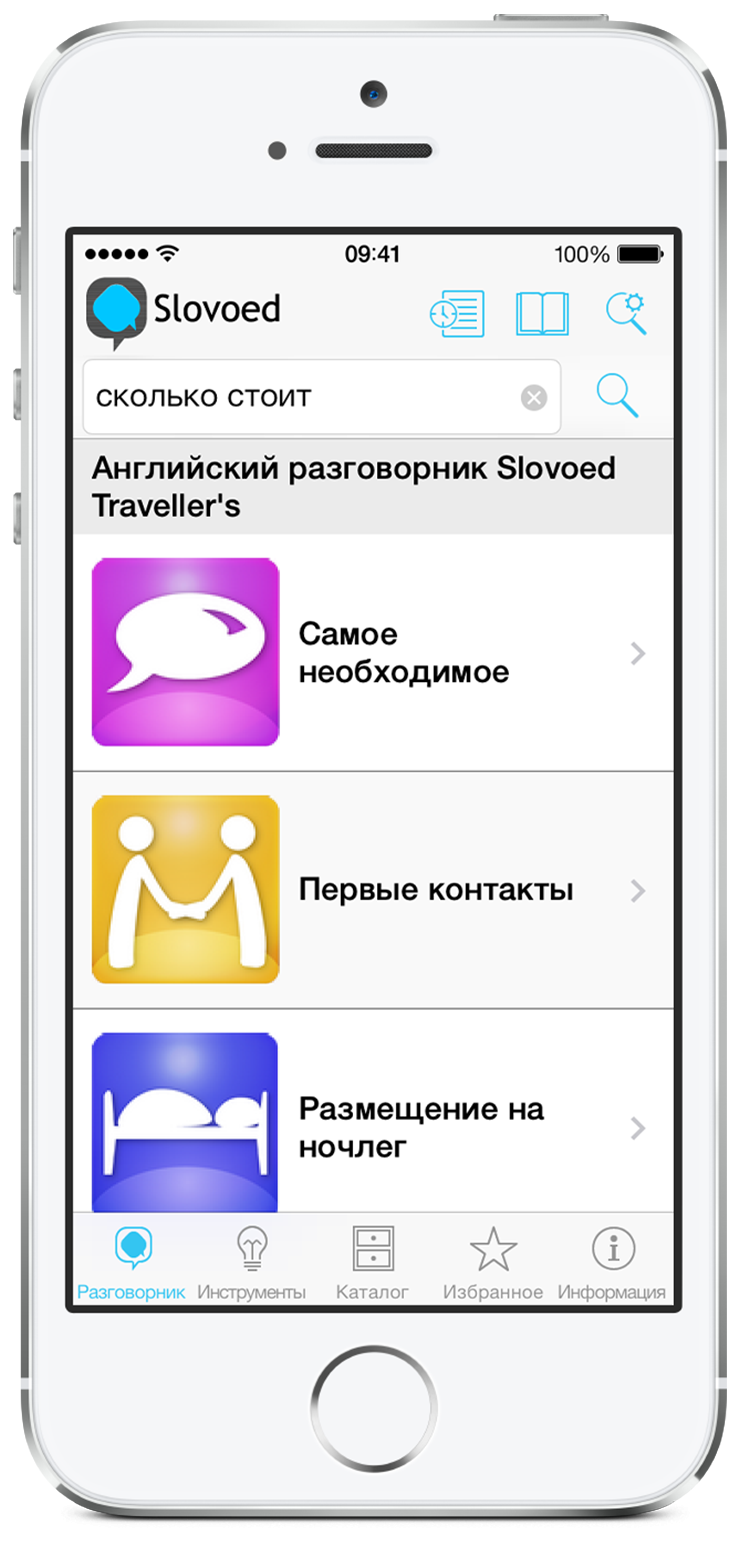 09:41
100%
Slovoed
сколько стоит
Английский разговорник Slovoed
Traveller's
Самое
необходимое
Первые контакты
Размещение на
ночлег
Разговорник Инструменты Каталог Избранное Информация